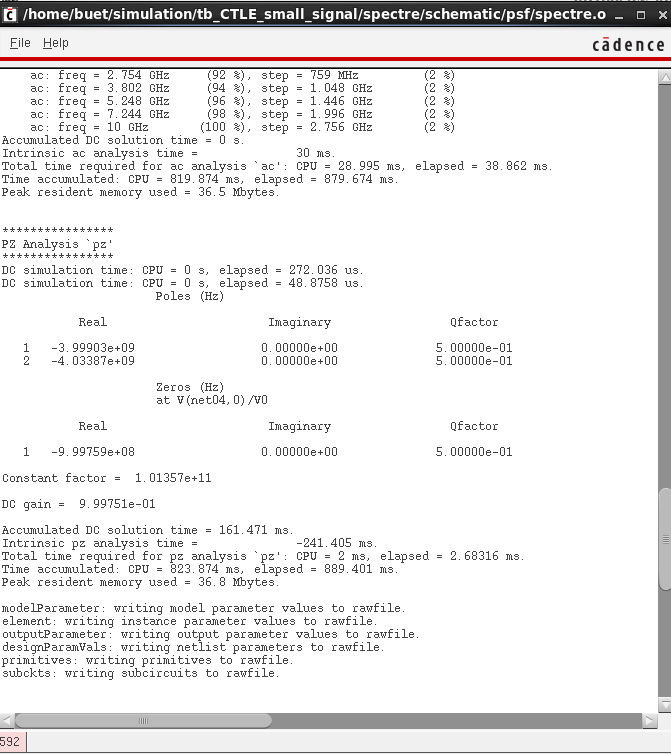 /home/buet/simulation/tb_CTLE_small_signal/spectre/schematic/psf/spectre.o
File Help
cādence
ac: freq = 2.754 GHz (92 %), step = 759 MHz (2 %)
ac: freq = 3.802 GHz (94 %), step = 1.048 GHz (2 %)
ac: freq = 5.248 GHz (96 %), step = 1.446 GHz (2 %)
ac: freq = 7.244 GHz (98 %), step = 1.996 GHz (2 %)
ac: freq = 10 GHz (100 %), step = 2.756 GHz (2 %)
Accumulated DC solution time = 0 s.
Intrinsic ac analysis time = 30 ms.
Total time required for ac analysis `ac': CPU = 28.995 ms, elapsed = 38.862 ms.
Time accumulated: CPU = 819.874 ms, elapsed = 879.674 ms.
Peak resident memory used = 36.5 Mbytes.
****************
PZ Analysis `pz'
****************
DC simulation time: CPU = 0 s, elapsed = 272.036 us.
DC simulation time: CPU = 0 s, elapsed = 48.8758 us.
Poles (Hz)
Real Imaginary Qfactor
1 -3.99903e+09 0.00000e+00 5.00000e-01
2 -4.03387e+09 0.00000e+00 5.00000e-01
Zeros (Hz)
at V(net04,0)/V0
Real Imaginary Qfactor
1 -9.99759e+08 0.00000e+00 5.00000e-01
Constant factor = 1.01357e+11
DC gain = 9.99751e-01
Accumulated DC solution time = 161.471 ms.
Intrinsic pz analysis time = -241.405 ms.
Total time required for pz analysis `pz': CPU = 2 ms, elapsed = 2.68316 ms.
Time accumulated: CPU = 823.874 ms, elapsed = 889.401 ms.
Peak resident memory used = 36.8 Mbytes.
modelParameter: writing model parameter values to rawfile.
element: writing instance parameter values to rawfile.
outputParameter: writing output parameter values to rawfile.
designParamVals: writing netlist parameters to rawfile.
primitives: writing primitives to rawfile.
subckts: writing subcircuits to rawfile.
592